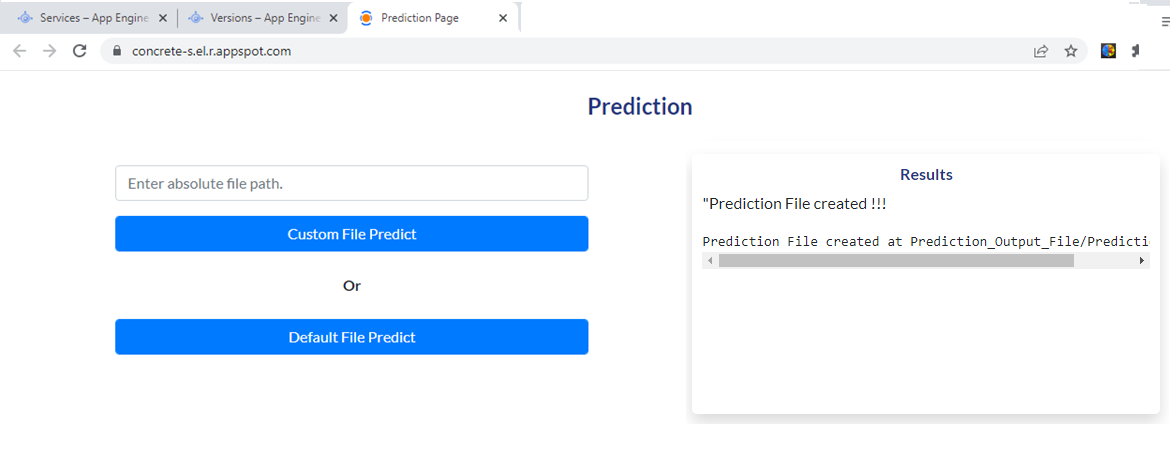 Services – App Engine
Versions – App Engine
Prediction Page
concrete-s.el.r.appspot.com
Prediction
Enter absolute file path.
Custom File Predict
Or
Default File Predict
Results
"Prediction File created !!!
Prediction File created at Prediction_Output_File/Predictio